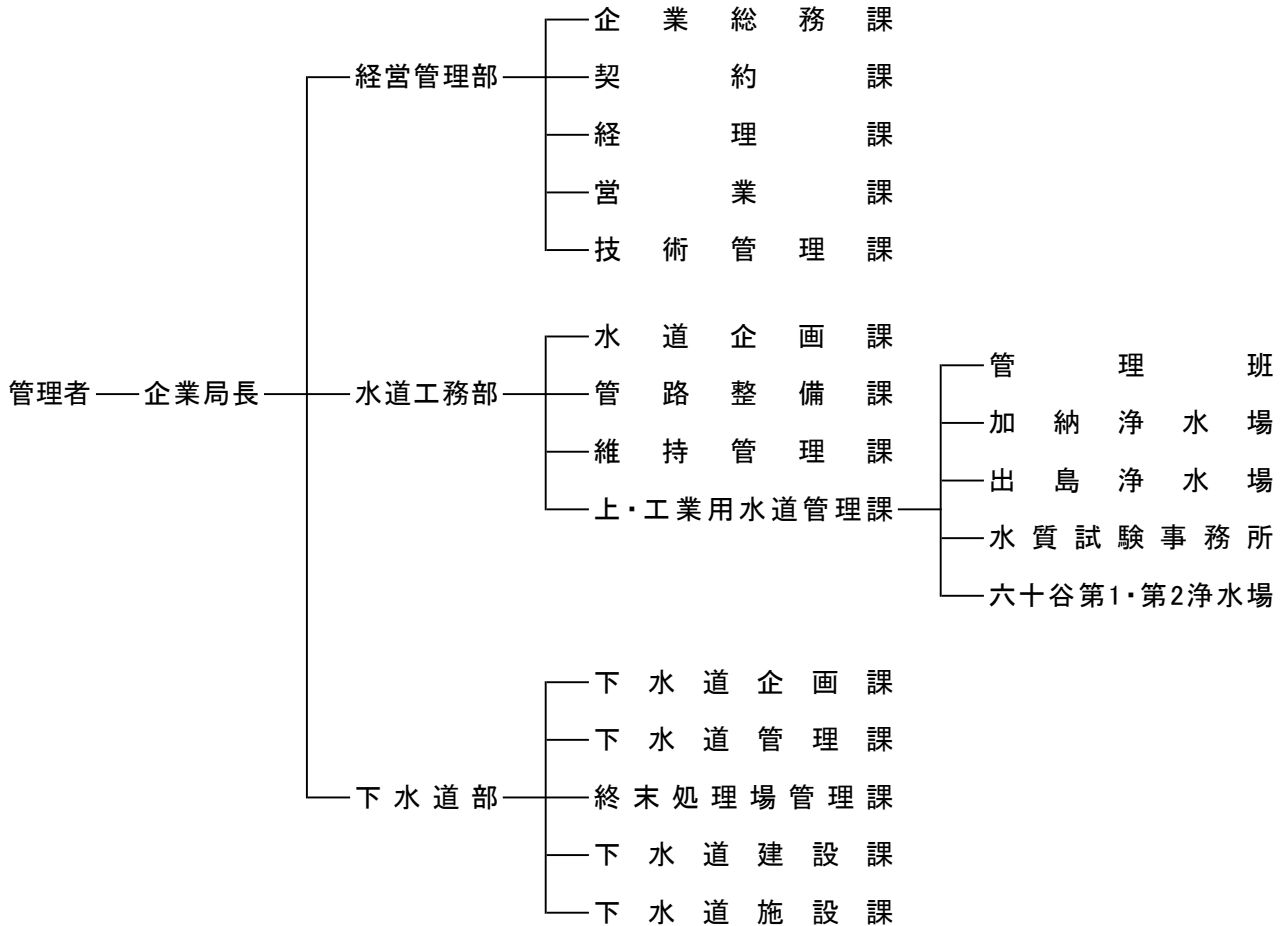 企業総務課
経営管理部
契約課
経理課
営業課
技術管理課
水道企画課
管理班
管理者
企業局長
水道工務部
管路整備課
加納浄水場
維持管理課
出島浄水場
上・工業用水道管理課
水質試験事務所
六十谷第1・第2浄水場
下水道企画課
下水道管理課
下水道部
終末処理場管理課
下水道建設課
下水道施設課